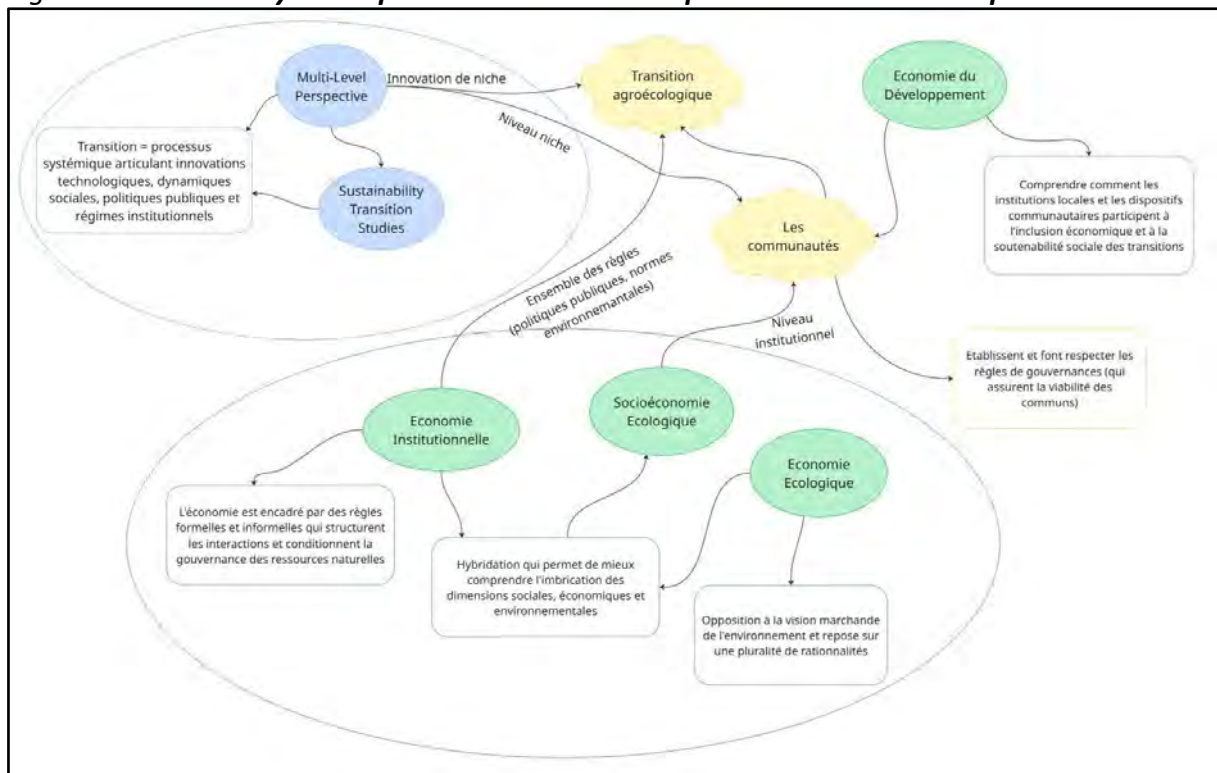 Multi-Level
Perspective
Innovation de niche
Transition
agroécologique
Economie du
Développement
Niveau niche
Transition = processus
systémique articulant innovations
technologiques, dynamiques
sociales, politiques publiques et
régimes institutionnels
Sustainability
Transition
Studies
Comprendre comment les
institutions locales et les dispositifs
communautaires participent à
l'inclusion économique et à la
soutenabilité sociale des transitions
Les
communautés
Ensemble des règles
(politiques publiques, normes
environnemantales)
Niveau
institutionnel
Etablissent et font respecter les
règles de gouvernances (qui
assurent la viabilité des
communs)
Economie
Institutionnelle
Socioéconomie
Ecologique
Economie
Ecologique
L'économie est encadré par des règles
formelles et informelles qui structurent
les interactions et conditionnent la
gouvernance des ressources naturelles
Hybridation qui permet de mieux
comprendre l'imbrication des
dimensions sociales, économiques et
environnementales
Opposition à la vision marchande
de l'environnement et repose sur
une pluralité de rationnalités